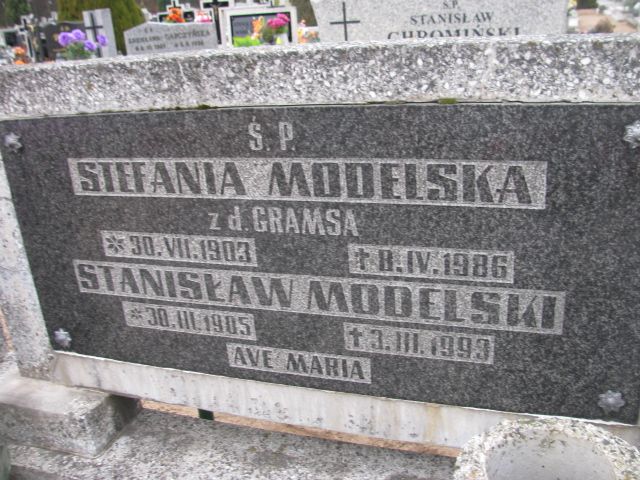 Ś.P.
STANISŁAW
CHROMIŃSKI
Ś. P.
STEFANIA MODELSKA
z d. GRAMSA
* 30.VII.1903 † 8.IV.1986
STANISŁAW MODELSKI
* 30.III.1905 † 3.III.1993
AVE MARIA